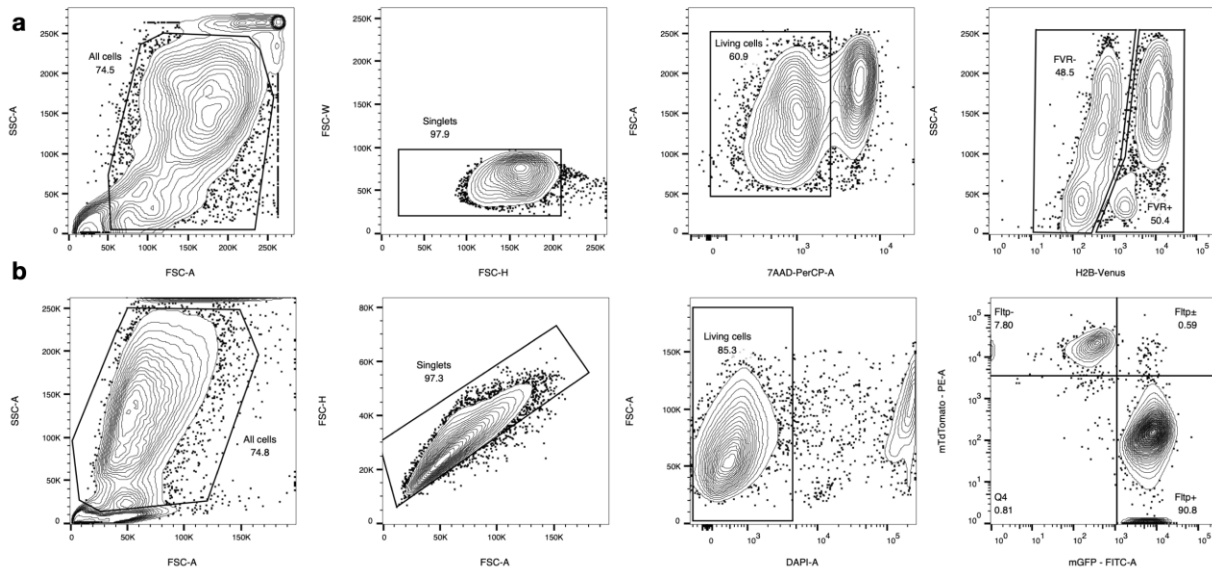 a
All cells
74.5
250K
200K
150K
100K
50K
0
SSC-A
0
50K
100K
150K
200K
250K
FSC-A
Singlets
97.9
250K
200K
150K
100K
50K
0
FSC-W
0
50K
100K
150K
200K
250K
FSC-H
Living cells
60.9
250K
200K
150K
100K
50K
0
FSC-A
0
10³
10⁴
7AAD-PerCP-A
FVR-
48.5
FVR+
50.4
250K
200K
150K
100K
50K
0
SSC-A
10⁰
10¹
10²
10³
10⁴
10⁵
H2B-Venus
b
All cells
74.8
250K
200K
150K
100K
50K
0
SSC-A
0
50K
100K
150K
FSC-A
Singlets
97.3
80K
60K
40K
20K
0
FSC-H
0
50K
100K
150K
FSC-A
Living cells
85.3
150K
100K
50K
0
FSC-A
0
10³
10⁴
10⁵
DAPI-A
Fltp-
7.80
Fltp±
0.59
Q4
0.81
Fltp+
90.8
10⁵
10⁴
10³
10²
10¹
10⁰
mTdTomato - PE-A
10⁰
10¹
10²
10³
10⁴
10⁵
mGFP - FITC-A